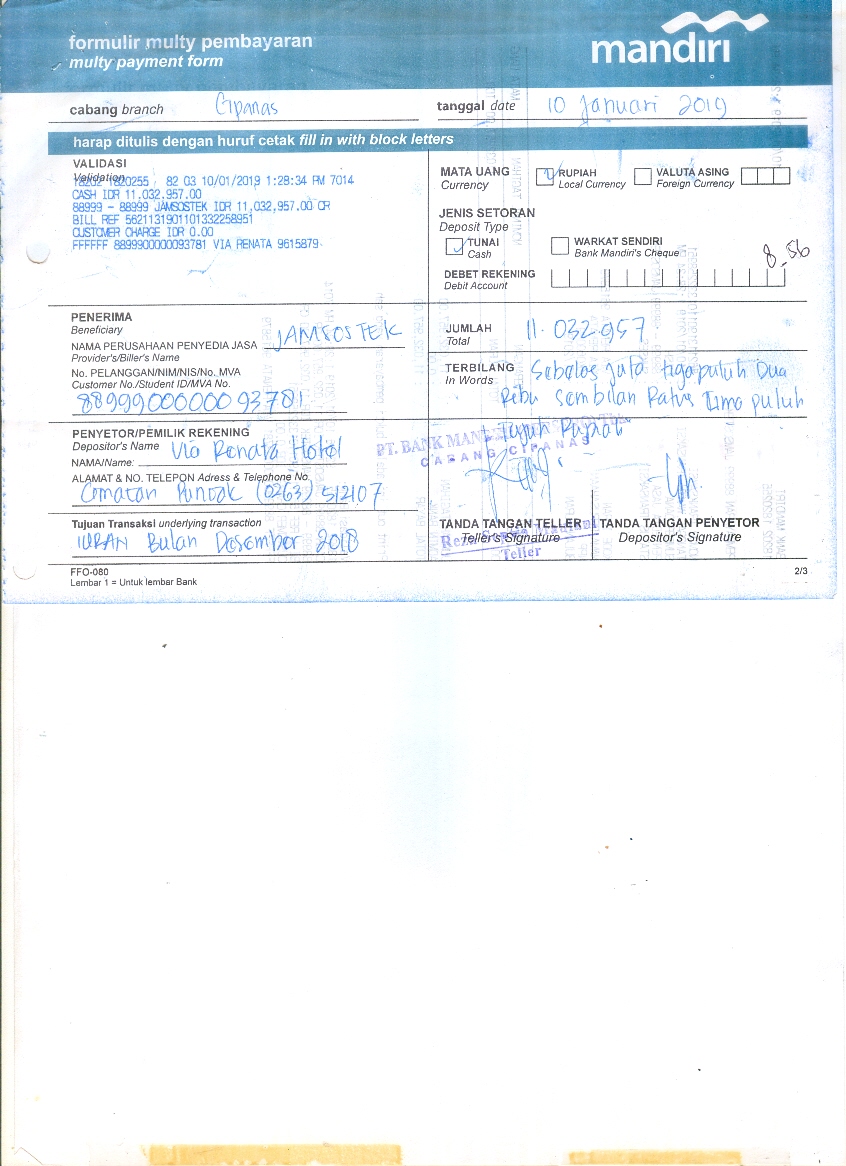 formulir multy pembayaran
multy payment form
mandiri
cabang branch Cipanas
tanggal date 10 Januari 2019
harap ditulis dengan huruf cetak fill in with block letters
VALIDASI
Validation
18202 1820255 82 03 10/01/2019 1:28:34 PM 7014
CASH IDR 11.032.957.00
88999 - 88999 JAMSOSTEK IDR 11,032,957.00 CR
BILL REF 5621131901101332258951
CUSTOMER CHARGE IDR 0.00
FFFFFF 8899900000093781 VIA RENATA 9615879
MATA UANG
Currency
RUPIAH
Local Currency
VALUTA ASING
Foreign Currency
JENIS SETORAN
Deposit Type
TUNAI
Cash
WARKAT SENDIRI
Bank Mandiri's Cheque
8.56
DEBET REKENING
Debit Account
PENERIMA
Beneficiary
NAMA PERUSAHAAN PENYEDIA JASA JAMSOSTEK
Provider's/Biller's Name
No. PELANGGAN/NIM/NIS/No. MVA
Customer No./Student ID/MVA No.
8899900000093781
JUMLAH 11.032.957
Total
TERBILANG Sebelas juta tiga puluh Dua
In Words Ribu Sembilan Ratus Lima puluh
Tujuh Rupiah
PENYETOR/PEMILIK REKENING
Depositor's Name Via Renata Hotel
NAMA/Name:
ALAMAT & NO. TELEPON Adress & Telephone No.
Cimacan Puncak (0263) 512107
PT. BANK MANDIRI
CABANG CIPANAS
Tujuan Transaksi underlying transaction
IURAN Bulan Desember 2018
TANDA TANGAN TELLER
Teller's Signature
Teller
TANDA TANGAN PENYETOR
Depositor's Signature
FFO-080
Lembar 1 = Untuk lembar Bank
2/3